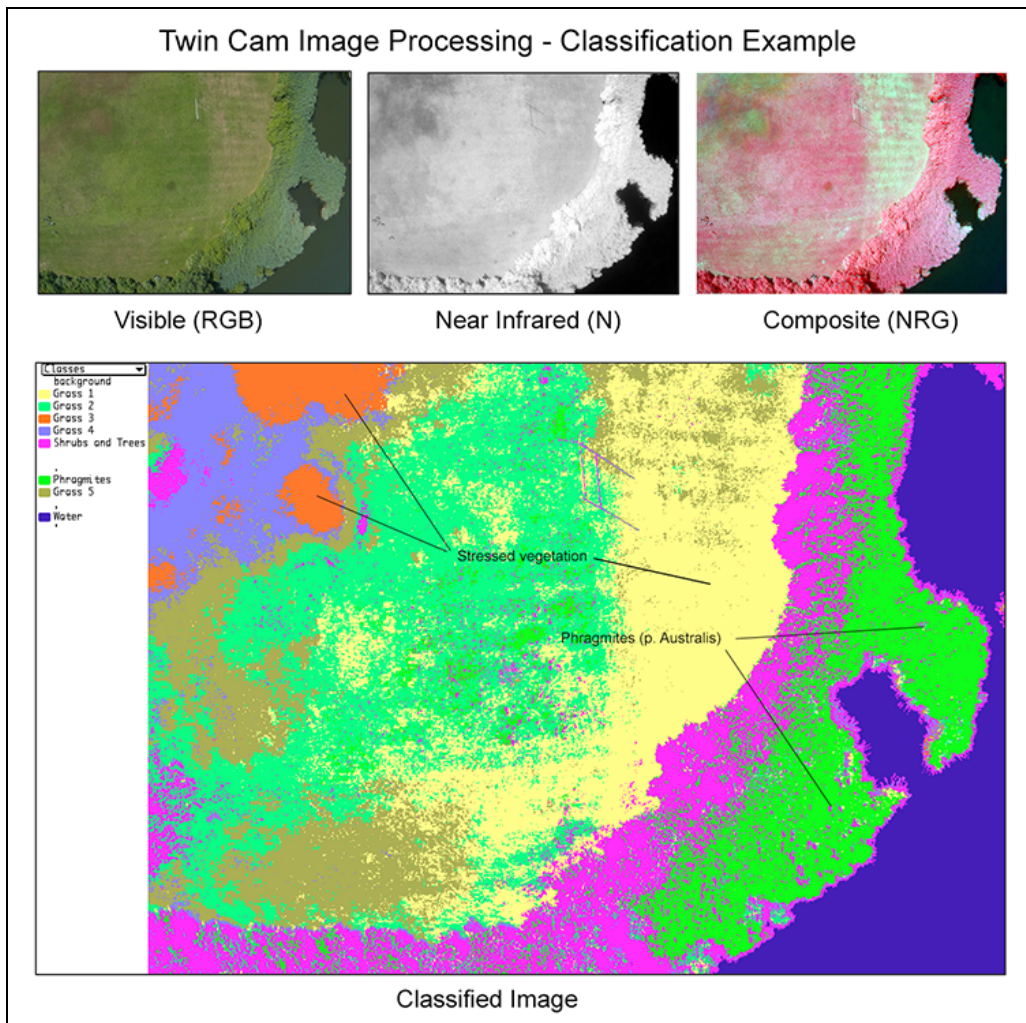 Twin Cam Image Processing - Classification Example
Visible (RGB)
Near Infrared (N)
Composite (NRG)
Classes
background
Grass 1
Grass 2
Grass 3
Grass 4
Shrubs and Trees
Phragmites
Grass 5
Water
Stressed vegetation
Phragmites (p. Australis)
Classified Image